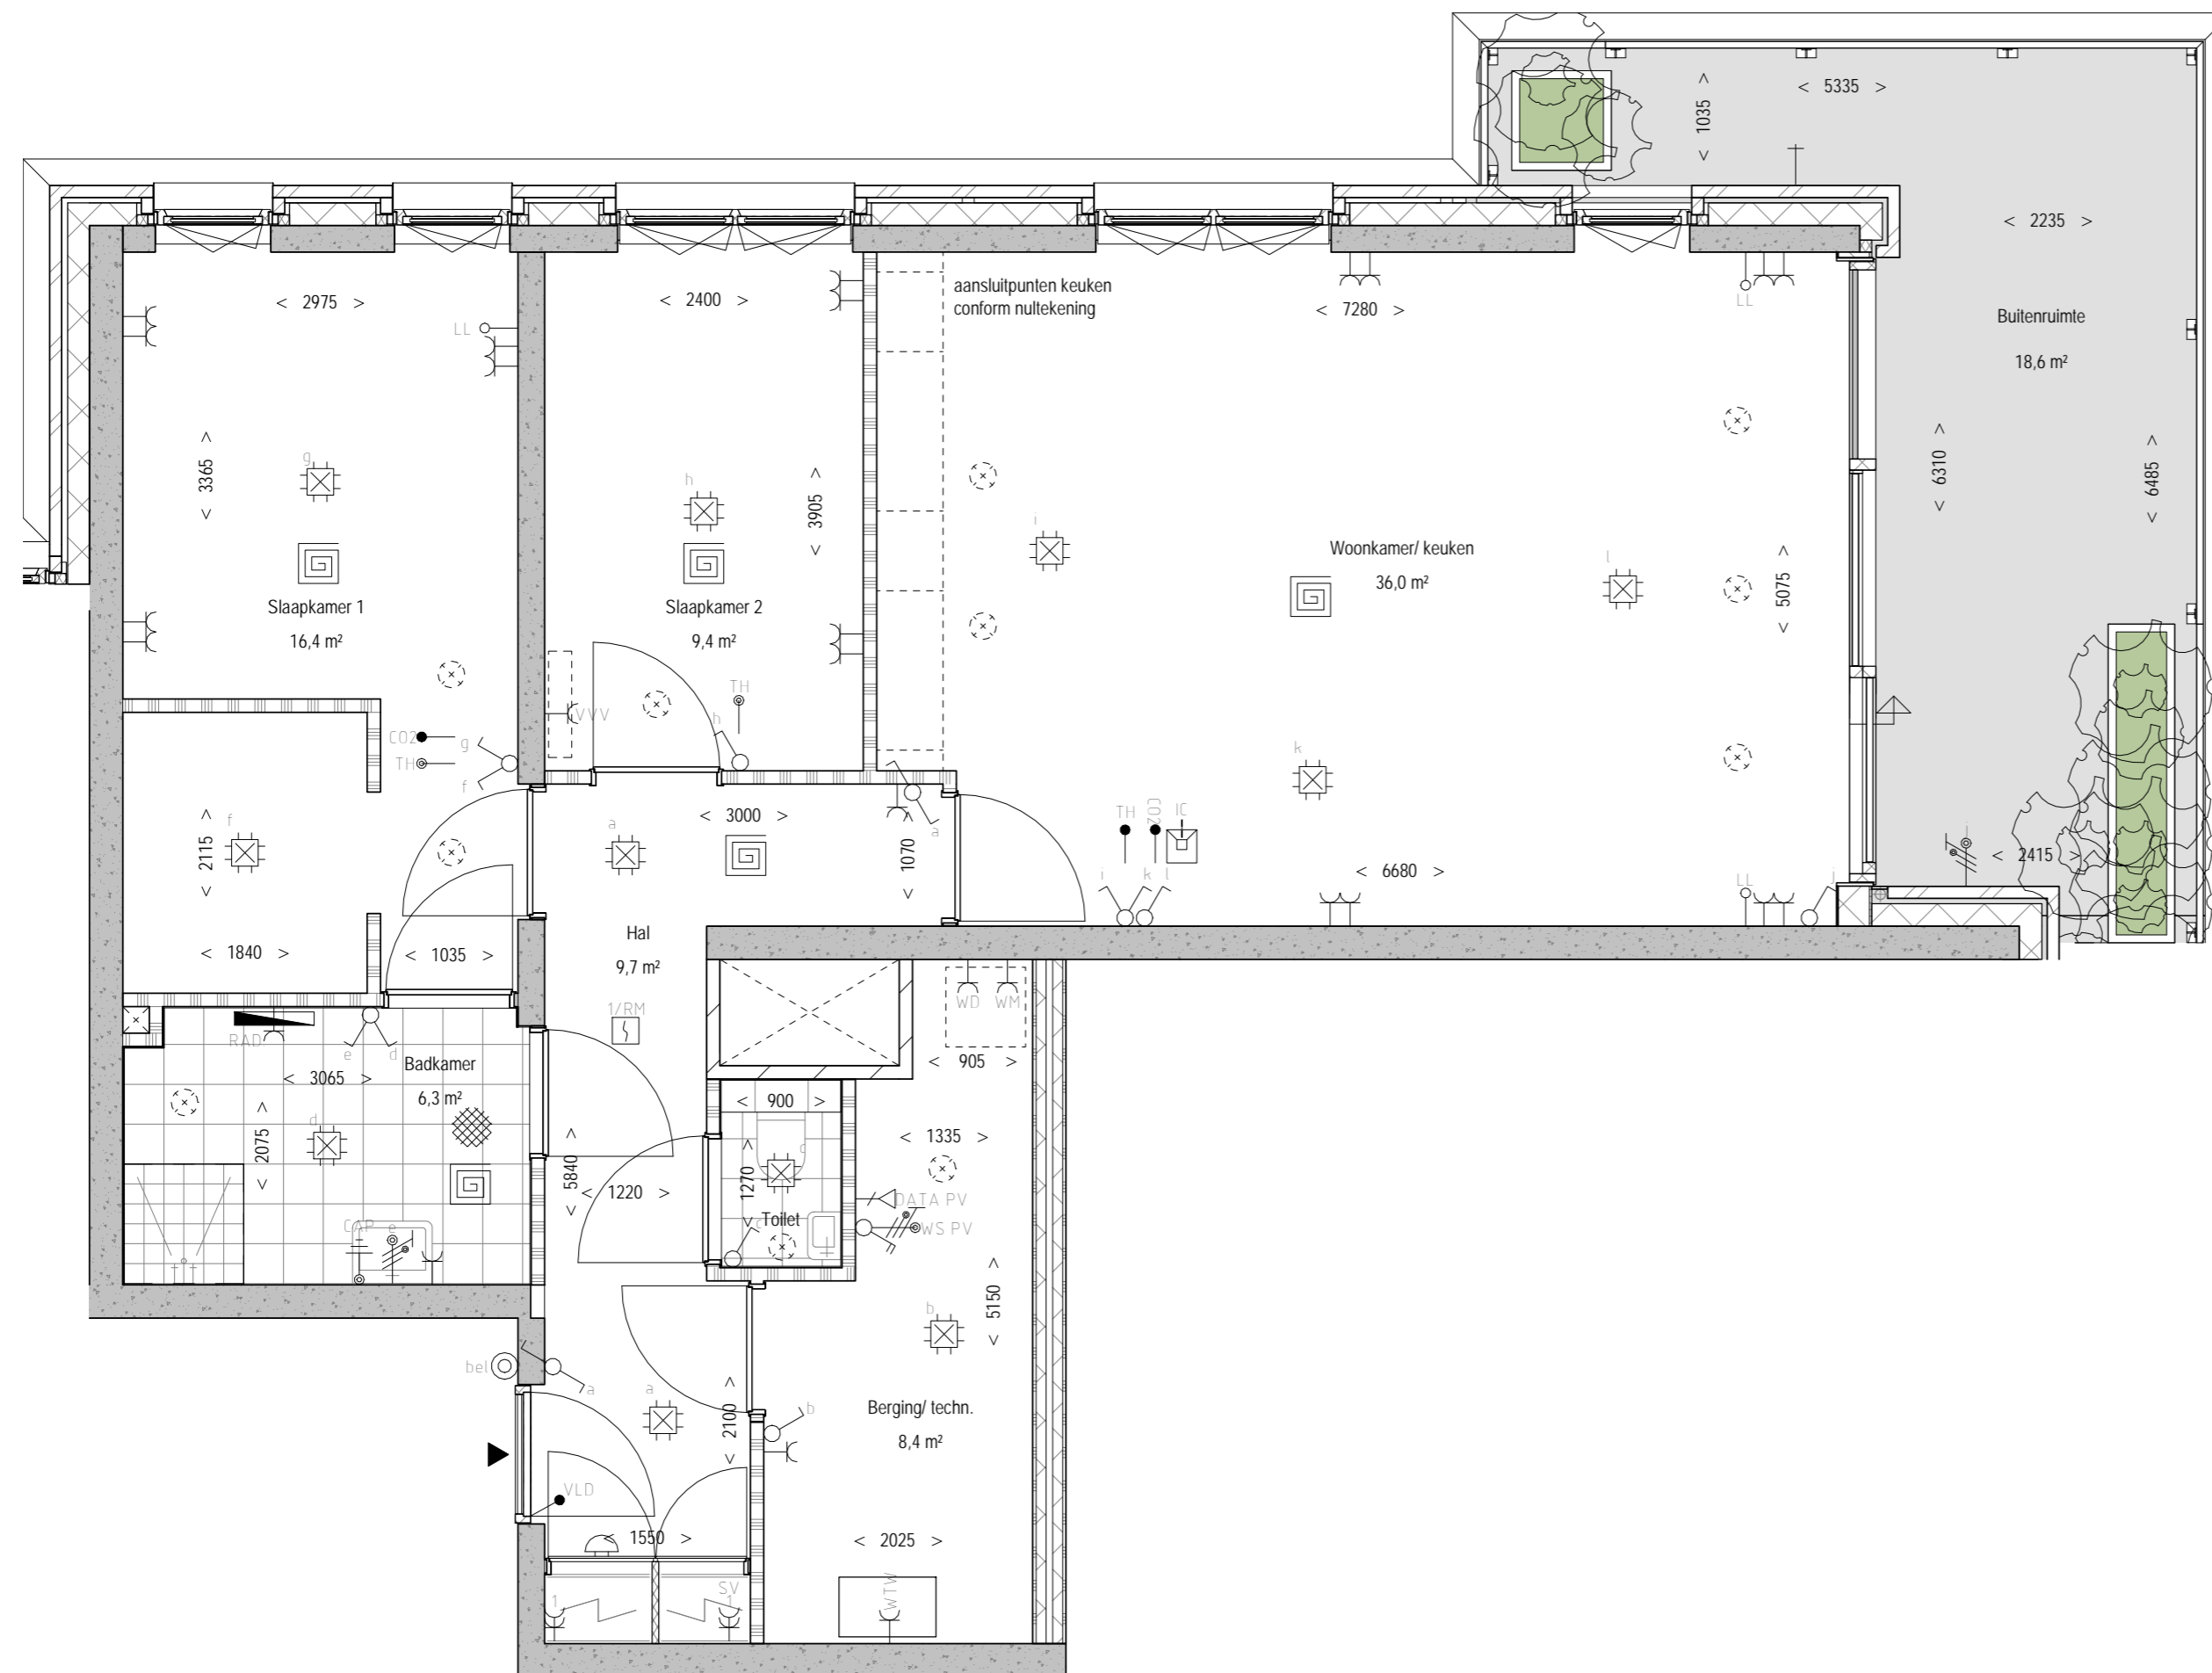 < 5335 >
< 1035 >
< 2235 >
Buitenruimte
18,6 m²
< 2975 >
< 2400 >
aansluitpunten keuken
conform nultekening
< 7280 >
LL
LL
< 3365 >
g
h
< 3905 >
i
Woonkamer/ keuken
36,0 m²
l
< 5075 >
< 6310 >
< 6485 >
Slaapkamer 1
16,4 m²
Slaapkamer 2
9,4 m²
TH
VVV
h
CO2
g
TH
f
k
f
< 2115 >
a
< 3000 >
< 1070 >
a
TH
CO2
IC
i
k
l
< 6680 >
LL
j
j
< 2415 >
< 1840 >
< 1035 >
Hal
9,7 m²
1/RM
WD
WM
RAD
e
d
Badkamer
6,3 m²
< 3065 >
< 905 >
< 900 >
d
< 2075 >
< 5840 >
< 1220 >
< 1270 >
c
Toilet
c
< 1335 >
DATA PV
WS PV
CAP
e
< 5150 >
b
bel
a
a
< 2100 >
b
Berging/ techn.
8,4 m²
VLD
< 1550 >
< 2025 >
SV
1
1
WTW